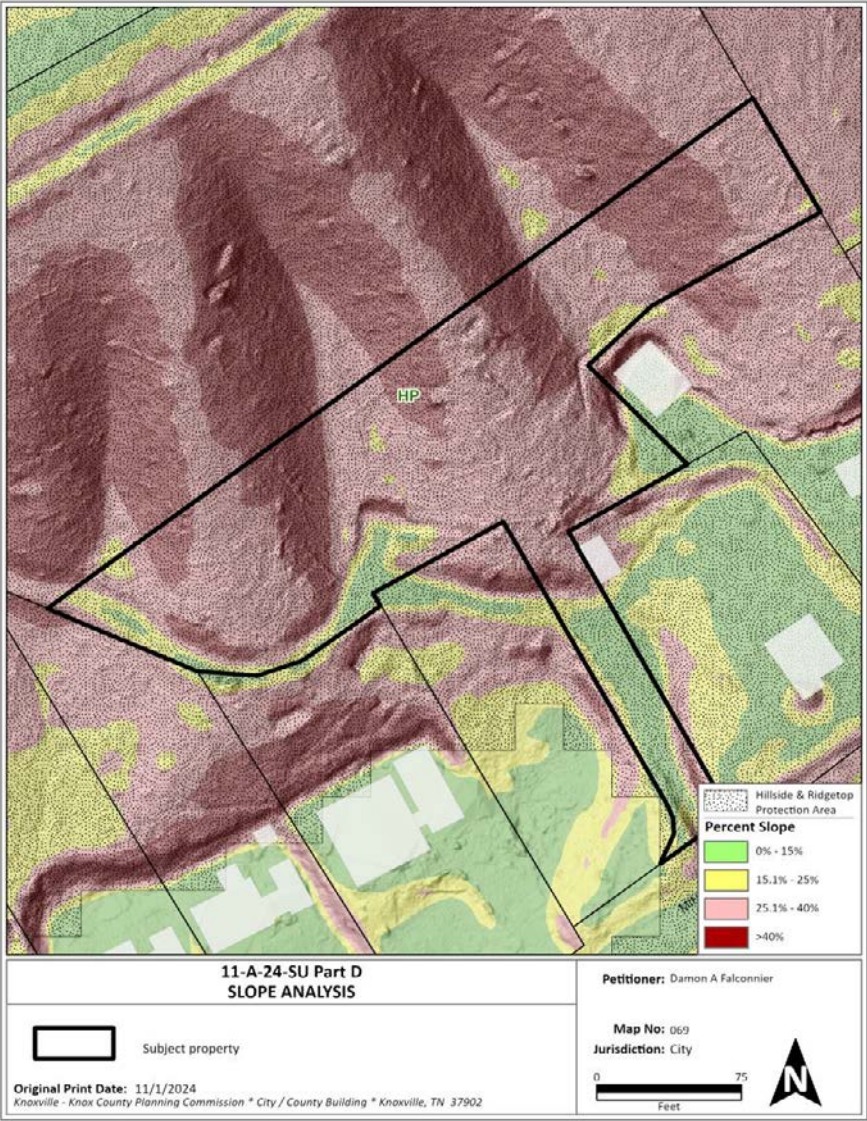 HP
Hillside & Ridgetop
Protection Area
Percent Slope
0% - 15%
15.1% - 25%
25.1% - 40%
>40%
11-A-24-SU Part D
SLOPE ANALYSIS
Subject property
Original Print Date: 11/1/2024
Knoxville - Knox County Planning Commission * City / County Building * Knoxville, TN 37902
Petitioner: Damon A Falconnier
Map No: 069
Jurisdiction: City
0 75
Feet
N